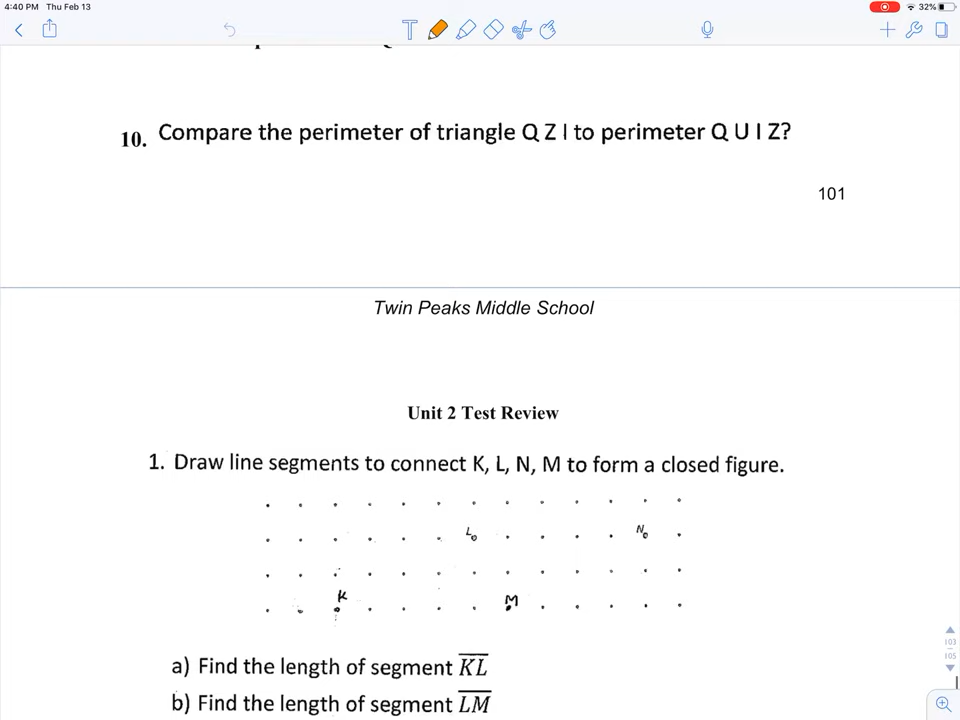 4:40 PM Thu Feb 13
32%
10. Compare the perimeter of triangle Q Z I to perimeter Q U I Z?
101
Twin Peaks Middle School
Unit 2 Test Review
1. Draw line segments to connect K, L, N, M to form a closed figure.
L N
K M
a) Find the length of segment KL
b) Find the length of segment LM
103
105